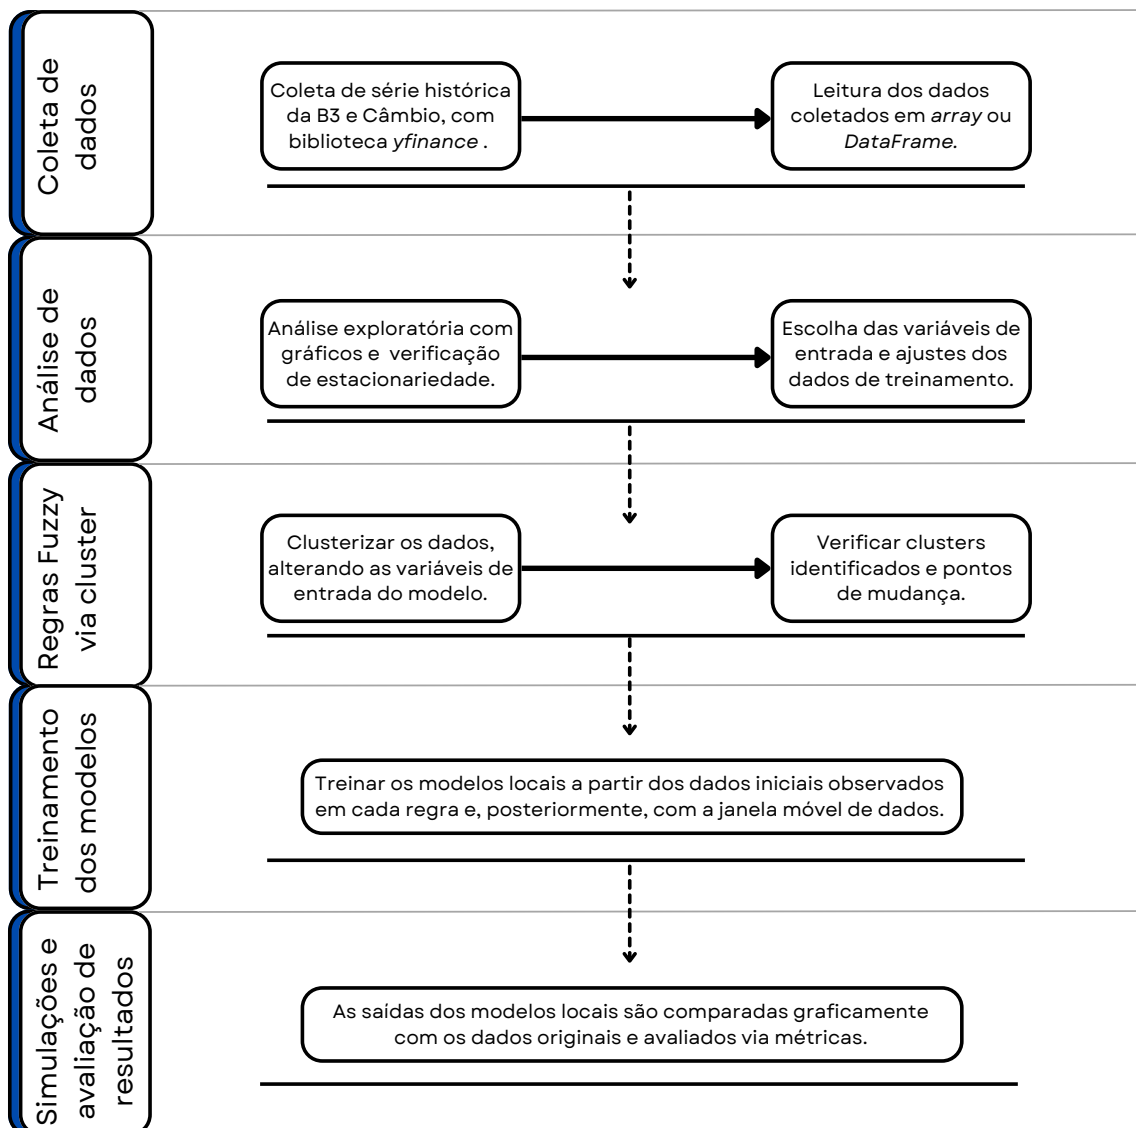 Coleta de
dados
Coleta de série histórica
da B3 e Câmbio, com
biblioteca yfinance .
Leitura dos dados
coletados em array ou
DataFrame.
Análise de
dados
Análise exploratória com
gráficos e verificação
de estacionariedade.
Escolha das variáveis de
entrada e ajustes dos
dados de treinamento.
Regras Fuzzy
via cluster
Clusterizar os dados,
alterando as variáveis de
entrada do modelo.
Verificar clusters
identificados e pontos
de mudança.
Treinamento
dos modelos
Treinar os modelos locais a partir dos dados iniciais observados
em cada regra e, posteriormente, com a janela móvel de dados.
Simulações e
avaliação de
resultados
As saídas dos modelos locais são comparadas graficamente
com os dados originais e avaliados via métricas.